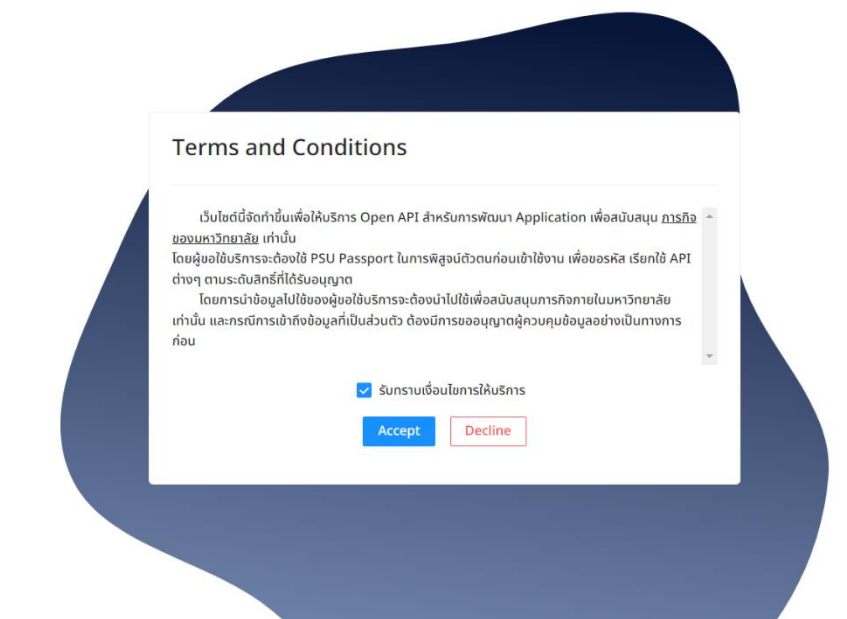 Terms and Conditions
เว็บไซต์นี้จัดทำขึ้นเพื่อให้บริการ Open API สำหรับการพัฒนา Application เพื่อสนับสนุน ภารกิจ
ของมหาวิทยาลัย เท่านั้น
โดยผู้ขอใช้บริการจะต้องใช้ PSU Passport ในการพิสูจน์ตัวตนก่อนเข้าใช้งาน เพื่อขอรหัส เรียกใช้ API
ต่างๆ ตามระดับสิทธิ์ที่ได้รับอนุญาต
โดยการนำข้อมูลไปใช้ของผู้ขอใช้บริการจะต้องนำไปใช้เพื่อสนับสนุนภารกิจภายในมหาวิทยาลัย
เท่านั้น และกรณีการเข้าถึงข้อมูลที่เป็นส่วนตัว ต้องมีการขออนุญาตผู้ควบคุมข้อมูลอย่างเป็นทางการ
ก่อน
รับทราบเงื่อนไขการให้บริการ
Accept Decline